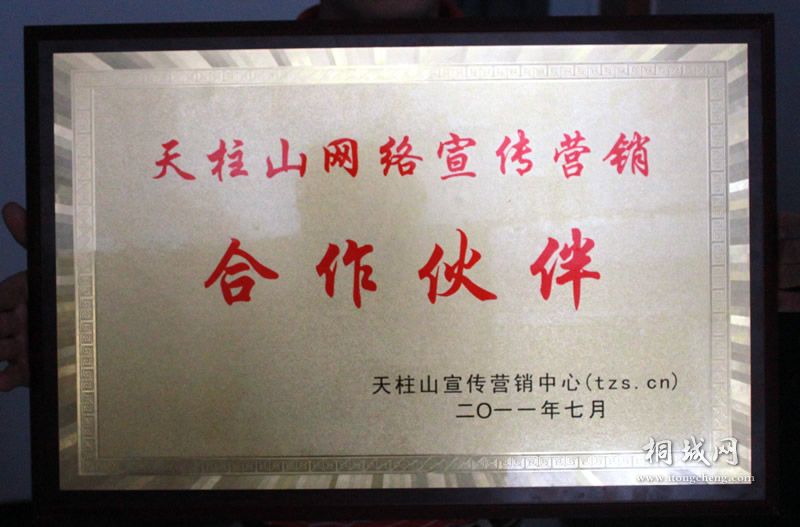 天柱山网络宣传营销
合作伙伴
天柱山宣传营销中心(tzs.cn)
二〇一一年七月
桐城网
www.itongcheng.com